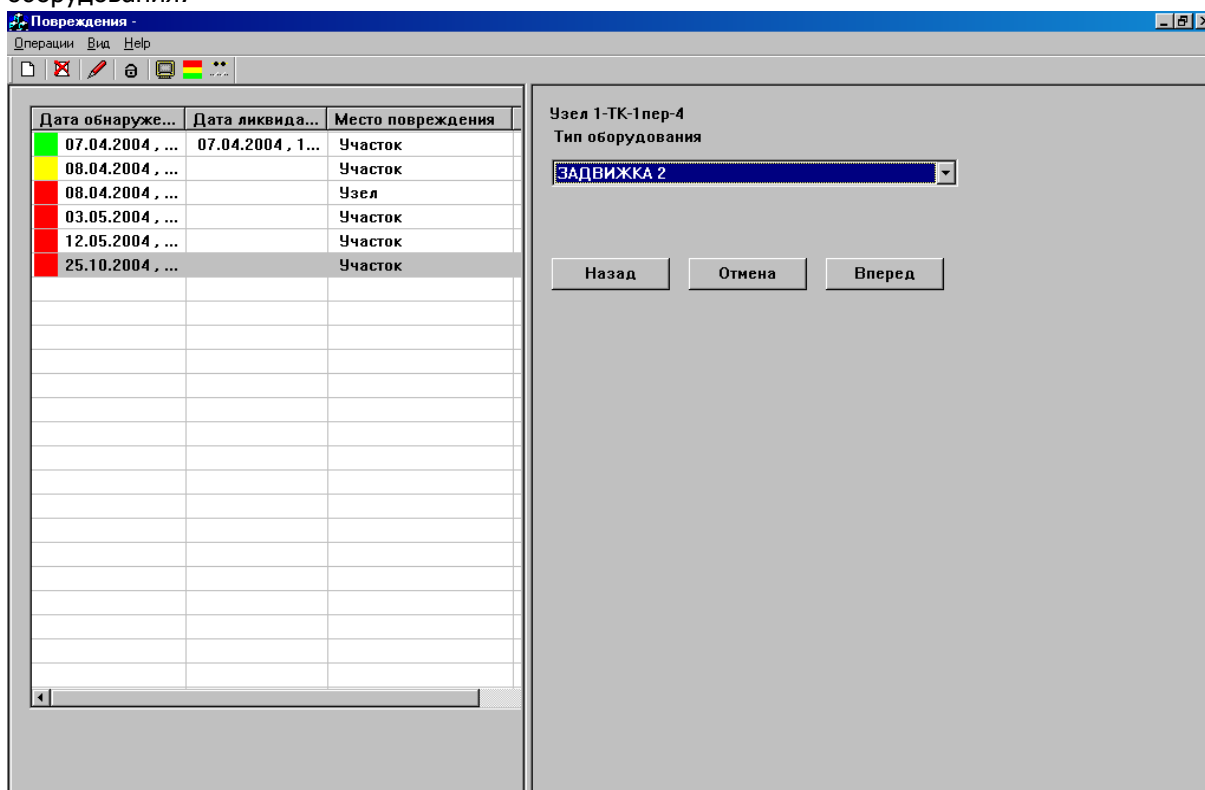 оборудования.
Повреждения -
Операции Вид Help
Дата обнаруже... Дата ликвида... Место повреждения
07.04.2004 , ... 07.04.2004 , 1... Участок
08.04.2004 , ... Участок
08.04.2004 , ... Узел
03.05.2004 , ... Участок
12.05.2004 , ... Участок
25.10.2004 , ... Участок
Узел 1-ТК-1пер-4
Тип оборудования
ЗАДВИЖКА 2
Назад Отмена Вперед